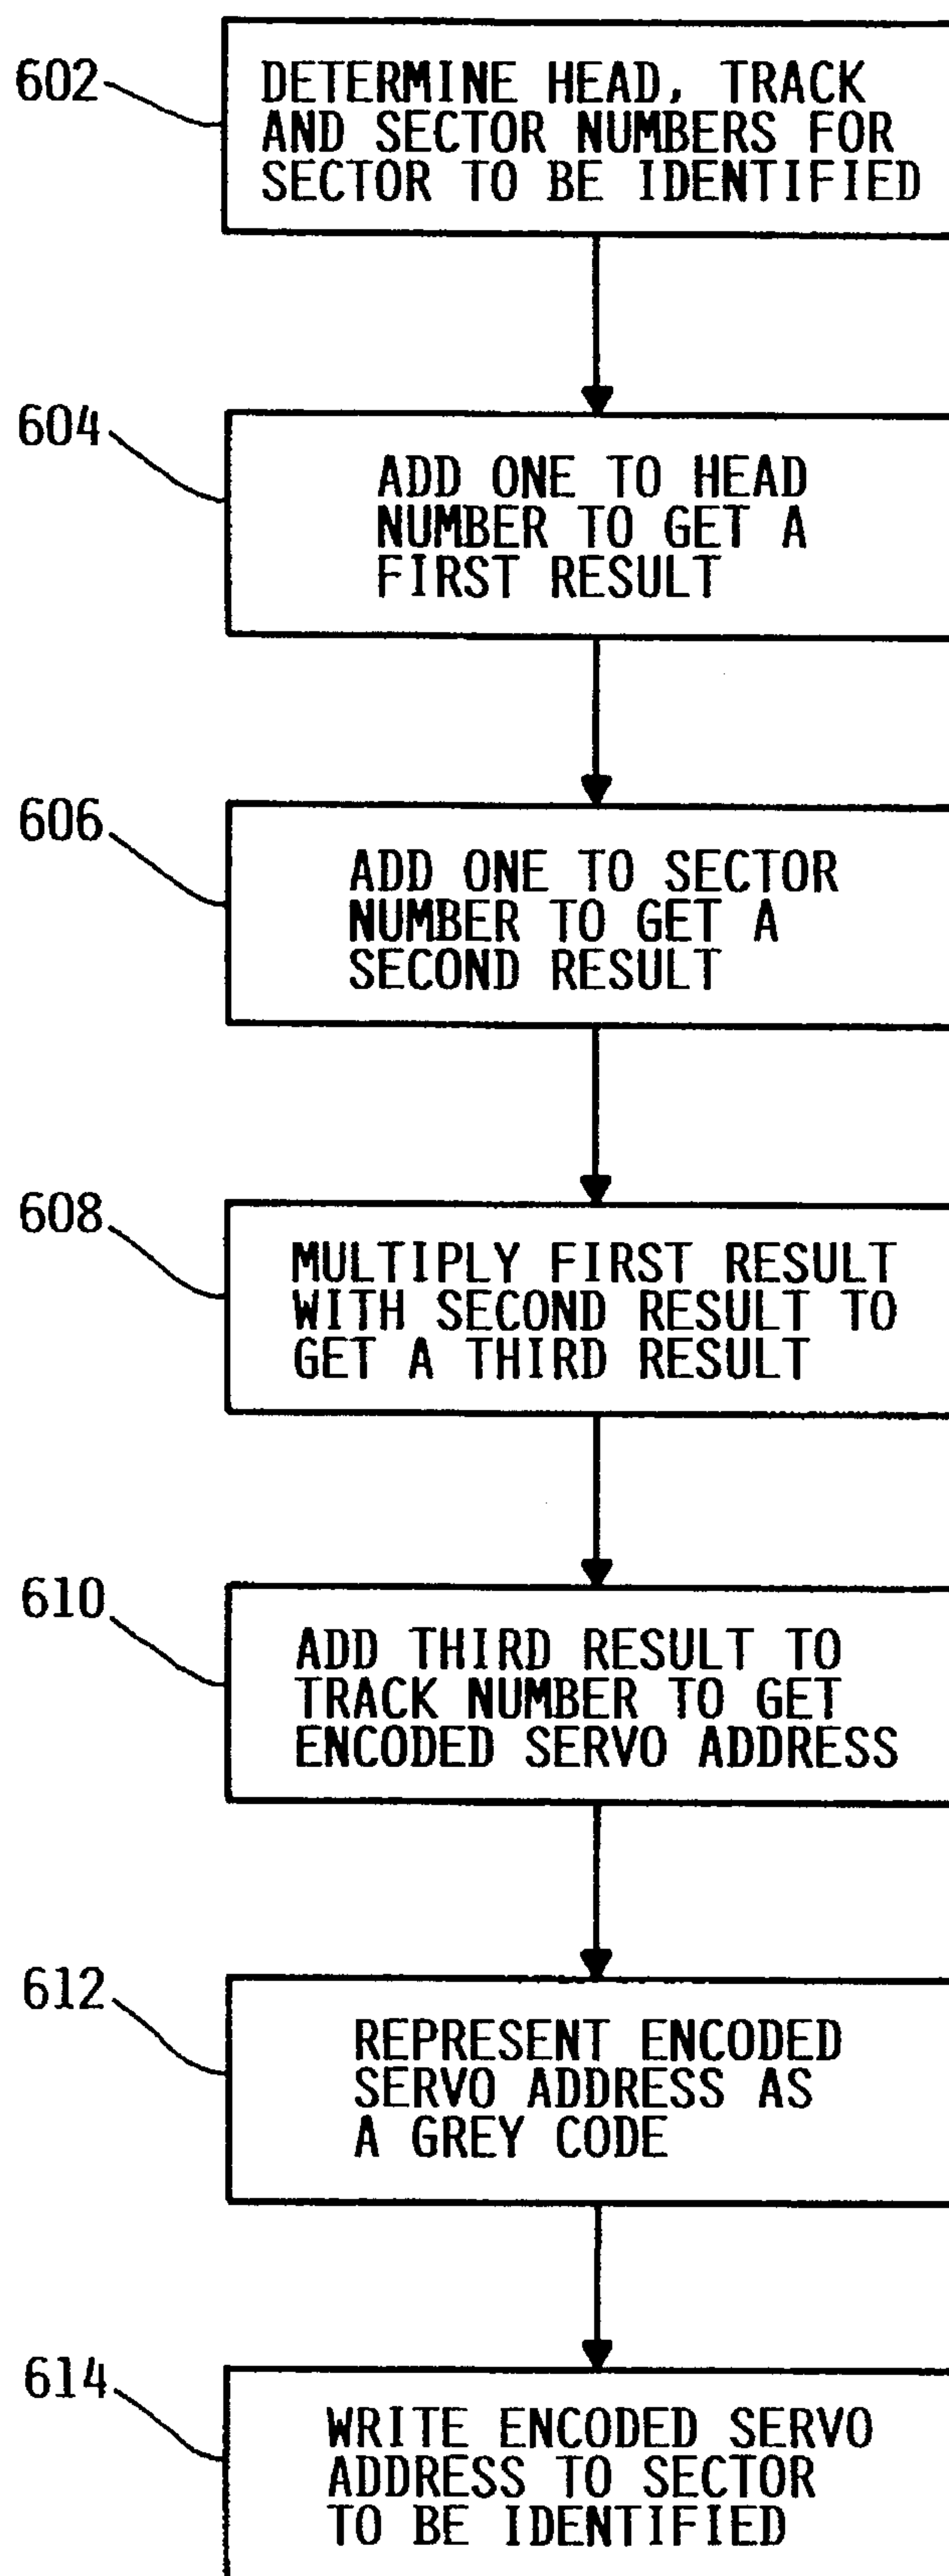 602
DETERMINE HEAD, TRACK
AND SECTOR NUMBERS FOR
SECTOR TO BE IDENTIFIED
604
ADD ONE TO HEAD
NUMBER TO GET A
FIRST RESULT
606
ADD ONE TO SECTOR
NUMBER TO GET A
SECOND RESULT
608
MULTIPLY FIRST RESULT
WITH SECOND RESULT TO
GET A THIRD RESULT
610
ADD THIRD RESULT TO
TRACK NUMBER TO GET
ENCODED SERVO ADDRESS
612
REPRESENT ENCODED
SERVO ADDRESS AS
A GREY CODE
614
WRITE ENCODED SERVO
ADDRESS TO SECTOR
TO BE IDENTIFIED